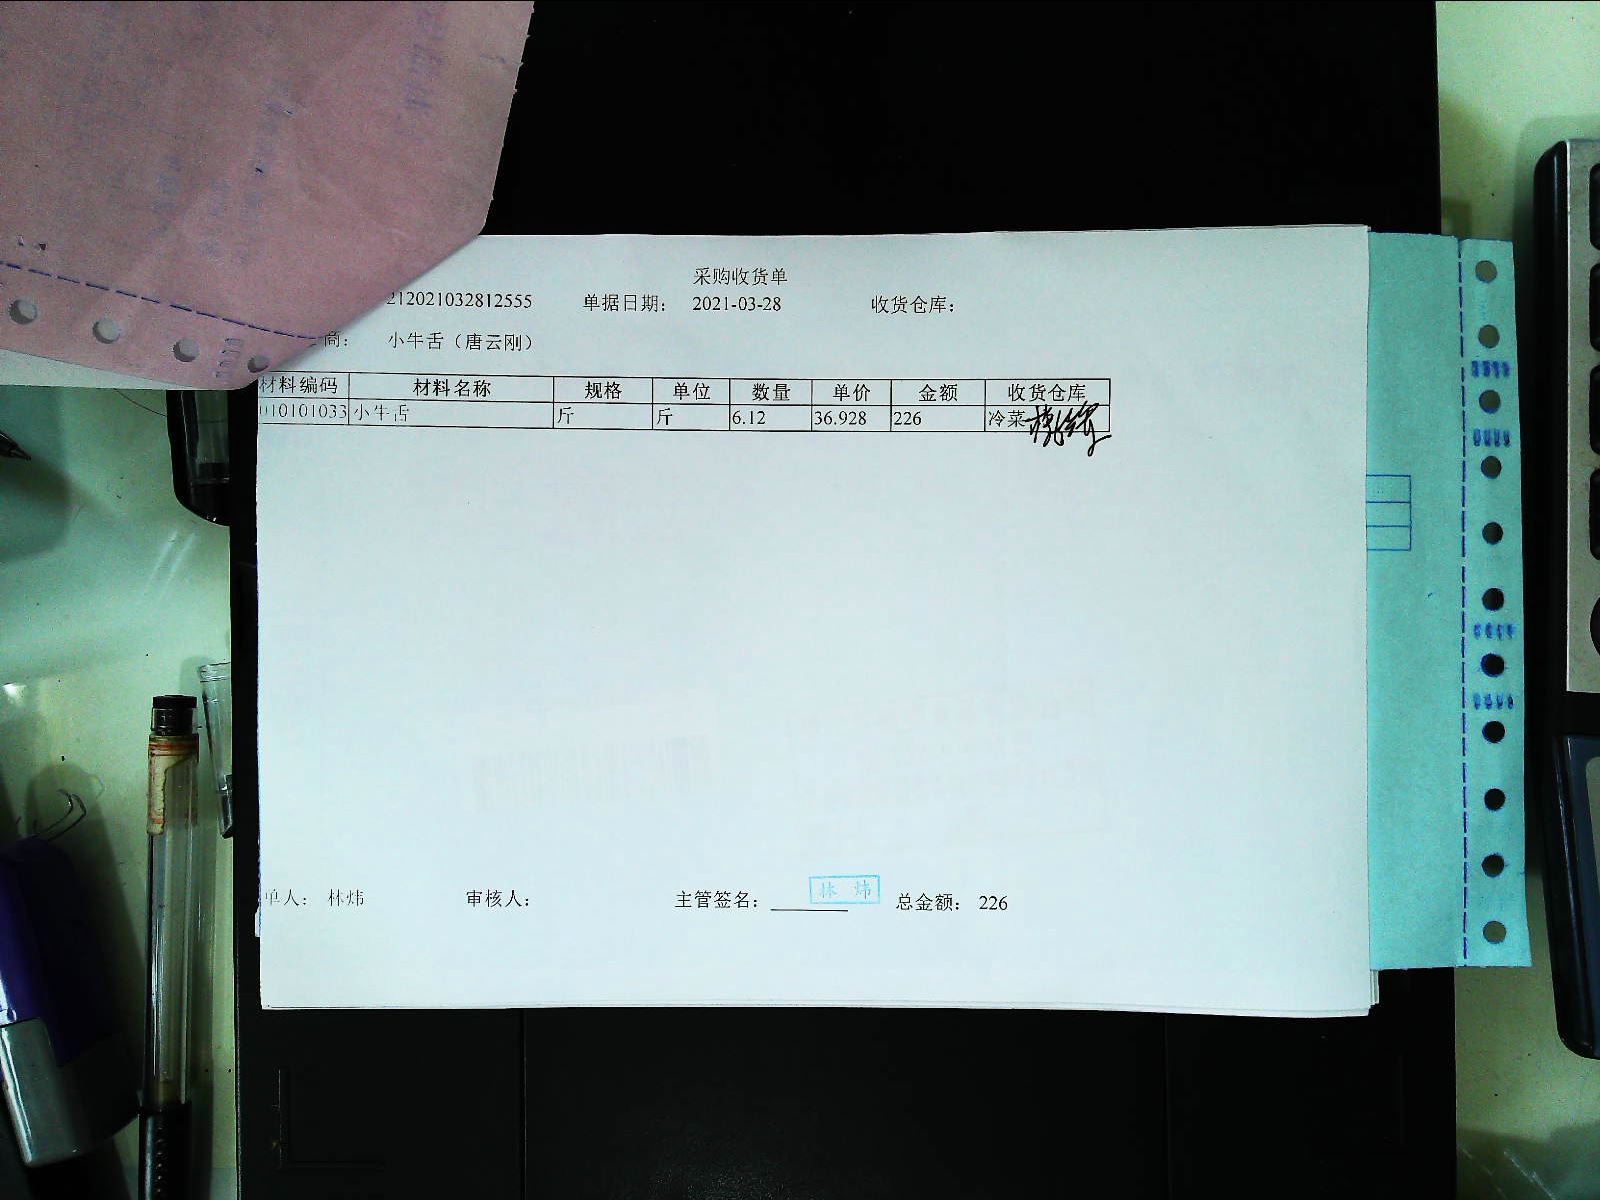 采购收货单
212021032812555 单据日期: 2021-03-28 收货仓库:
商: 小牛舌（唐云刚）
材料编码 材料名称 规格 单位 数量 单价 金额 收货仓库
010101033 小牛舌 斤 斤 6.12 36.928 226 冷菜
林 炜
单人: 林炜 审核人: 主管签名: 总金额: 226